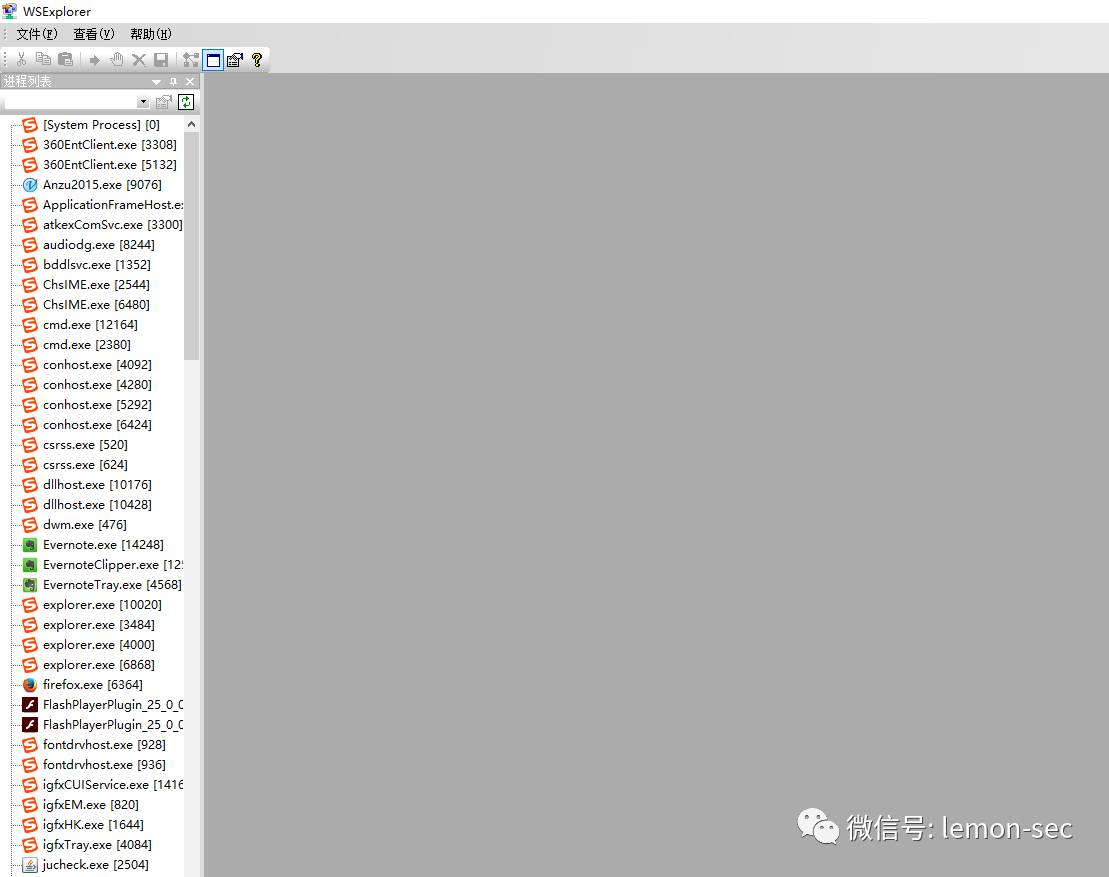 WSExplorer
文件(F) 查看(V) 帮助(H)
进程列表
[System Process] [0]
360EntClient.exe [3308]
360EntClient.exe [5132]
Anzu2015.exe [9076]
ApplicationFrameHost.ex
atkexComSvc.exe [3300]
audiodg.exe [8244]
bddlsvc.exe [1352]
ChsIME.exe [2544]
ChsIME.exe [6480]
cmd.exe [12164]
cmd.exe [2380]
conhost.exe [4092]
conhost.exe [4280]
conhost.exe [5292]
conhost.exe [6424]
csrss.exe [520]
csrss.exe [624]
dllhost.exe [10176]
dllhost.exe [10428]
dwm.exe [476]
Evernote.exe [14248]
EvernoteClipper.exe [125
EvernoteTray.exe [4568]
explorer.exe [10020]
explorer.exe [3484]
explorer.exe [4000]
explorer.exe [6868]
firefox.exe [6364]
FlashPlayerPlugin_25_0_0
FlashPlayerPlugin_25_0_0
fontdrvhost.exe [928]
fontdrvhost.exe [936]
igfxCUIService.exe [1416
igfxEM.exe [820]
igfxHK.exe [1644]
igfxTray.exe [4084]
jucheck.exe [2504]
微信号: lemon-sec